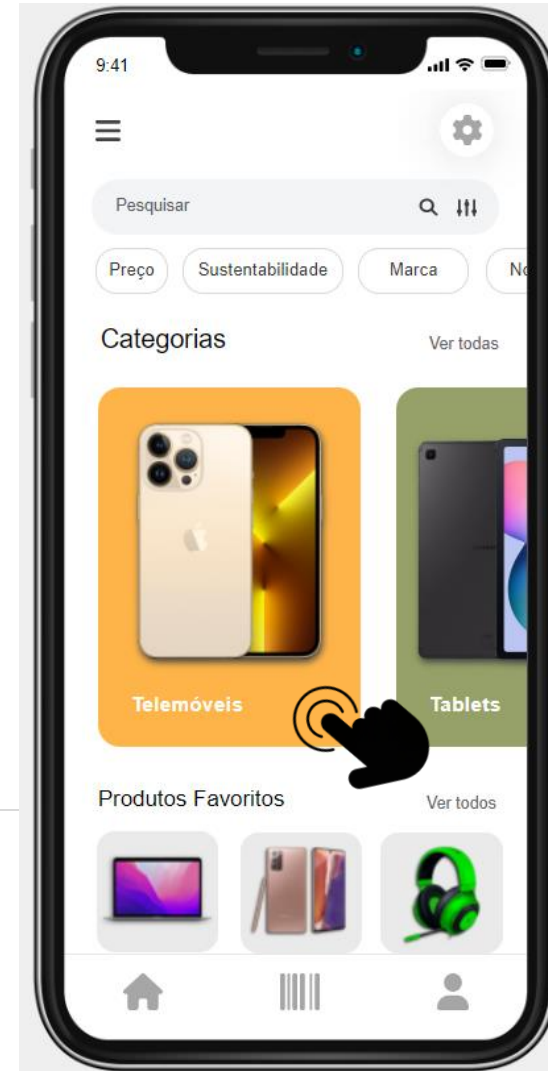 9:41
Pesquisar
Preço Sustentabilidade Marca
Categorias Ver todas
Telemóveis Tablets
Produtos Favoritos Ver todos